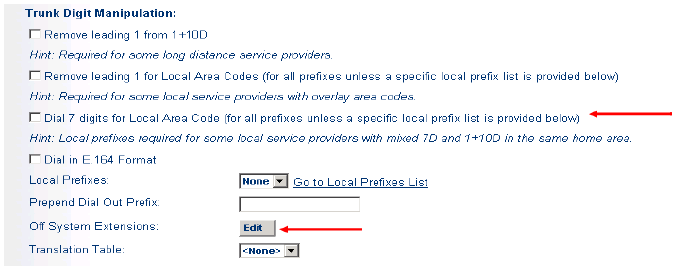 Trunk Digit Manipulation:
Remove leading 1 from 1+10D
Hint: Required for some long distance service providers.
Remove leading 1 for Local Area Codes (for all prefixes unless a specific local prefix list is provided below)
Hint: Required for some local service providers with overlay area codes.
Dial 7 digits for Local Area Code (for all prefixes unless a specific local prefix list is provided below)
Hint: Local prefixes required for some local service providers with mixed 7D and 1+10D in the same home area.
Dial in E.164 Format
Local Prefixes: None Go to Local Prefixes List
Prepend Dial Out Prefix:
Off System Extensions: Edit
Translation Table: <None>